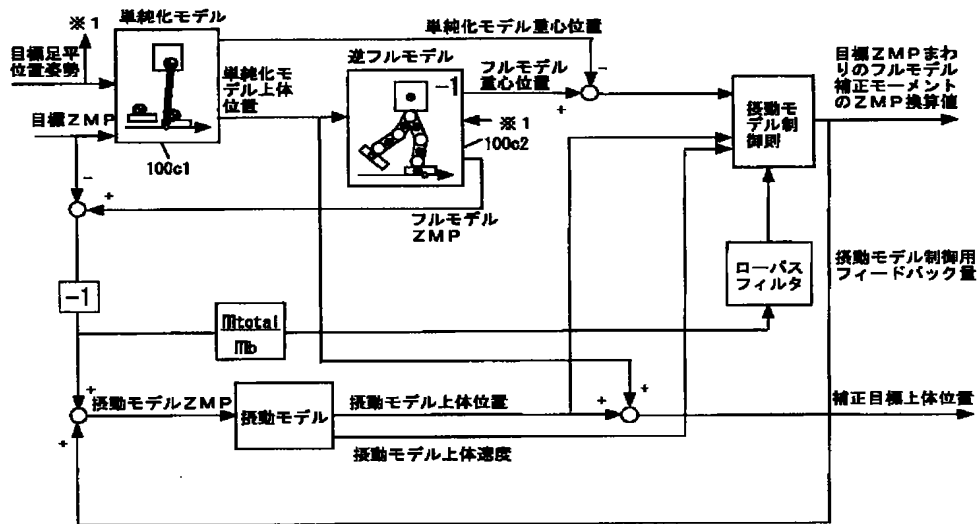 ※1
単純化モデル
目標足平
位置姿勢
目標ZMP
100c1
単純化モデル重心位置
単純化モ
デル上体
位置
逆フルモデル
-1
※1
100c2
フルモデル
重心位置
フルモデル
ZMP
摂動モ
デル制
御則
目標ZMPまわ
りのフルモデル
補正モーメント
のZMP換算値
-
+
-
+
ローパス
フィルタ
摂動モデル制御用
フィードバック量
-1
Mtotal
Mb
+
+
摂動モデルZMP
摂動モデル
摂動モデル上体位置
摂動モデル上体速度
+
+
補正目標上体位置